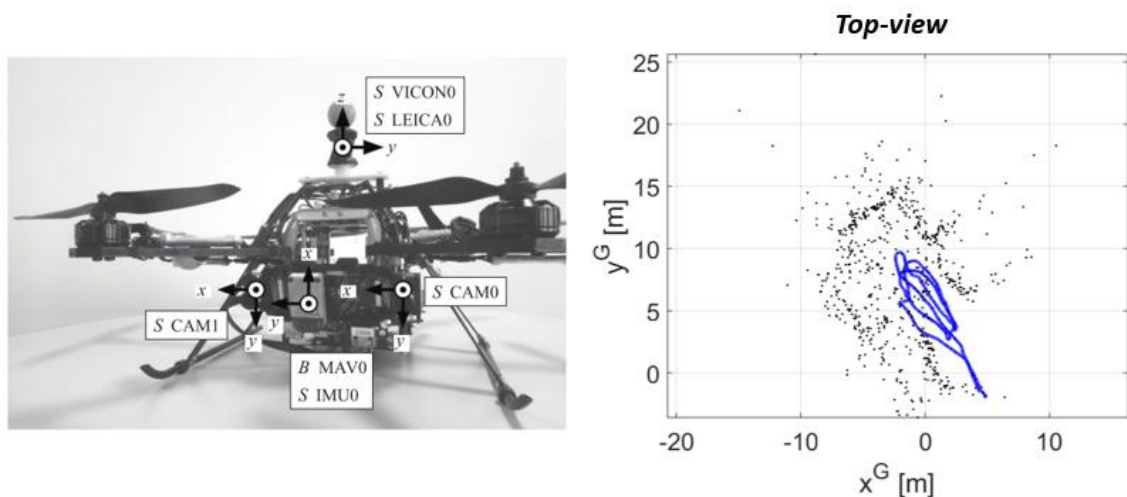 S VICON0
S LEICA0
z
y
x
x
x
S CAM0
S CAM1
y
y
y
B MAV0
S IMU0
Top-view
25
20
15
10
5
0
y^G [m]
-20
-10
0
10
x^G [m]